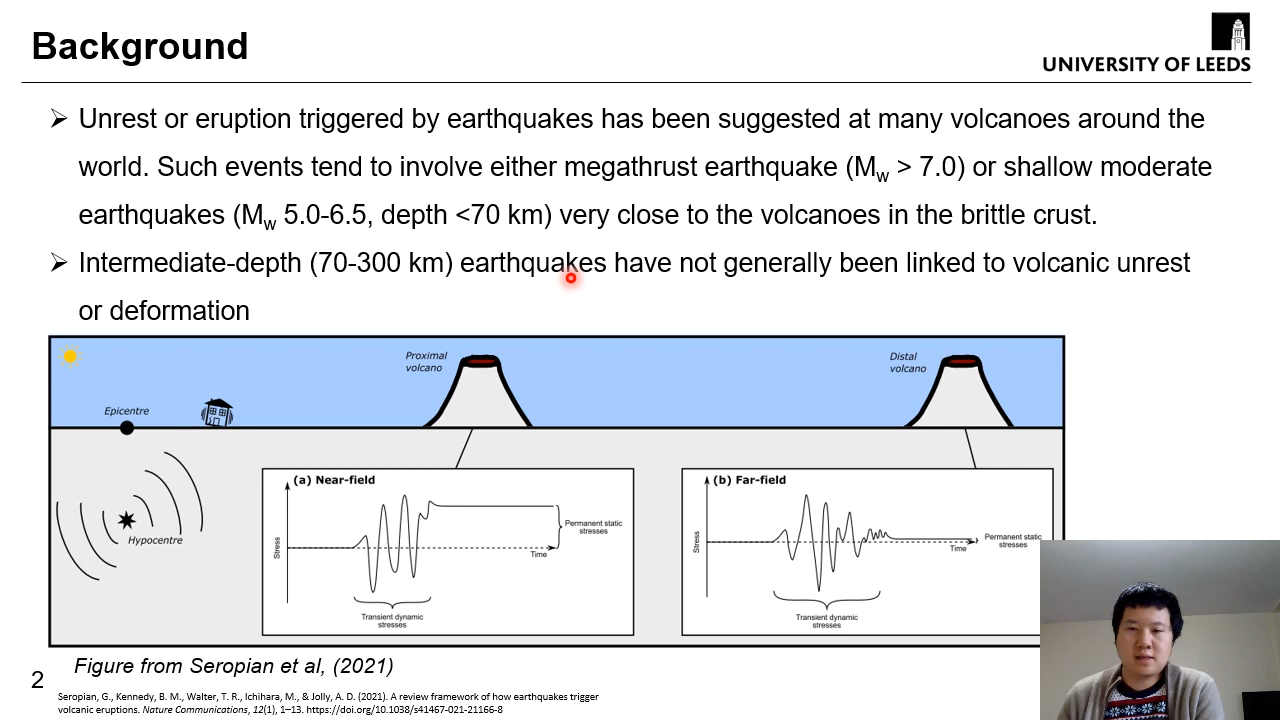 Background
UNIVERSITY OF LEEDS
➢ Unrest or eruption triggered by earthquakes has been suggested at many volcanoes around the
world. Such events tend to involve either megathrust earthquake (Mw > 7.0) or shallow moderate
earthquakes (Mw 5.0-6.5, depth <70 km) very close to the volcanoes in the brittle crust.
➢ Intermediate-depth (70-300 km) earthquakes have not generally been linked to volcanic unrest
or deformation
Proximal
volcano
Distal
volcano
Epicentre
Hypocentre
(a) Near-field
Stress
Time
Permanent static
stresses
Transient dynamic
stresses
(b) Far-field
Stress
Time
Permanent static
stresses
Transient dynamic
stresses
Figure from Seropian et al, (2021)
2
Seropian, G., Kennedy, B. M., Walter, T. R., Ichihara, M., & Jolly, A. D. (2021). A review framework of how earthquakes trigger
volcanic eruptions. Nature Communications, 12(1), 1–13. https://doi.org/10.1038/s41467-021-21166-8